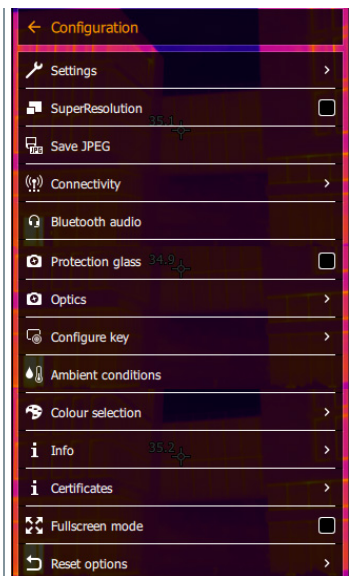 Configuration
Settings
SuperResolution
35.1
JPG
Save JPEG
Connectivity
Bluetooth audio
Protection glass
34.9
Optics
Configure key
Ambient conditions
Colour selection
Info
35.2
Certificates
Fullscreen mode
Reset options